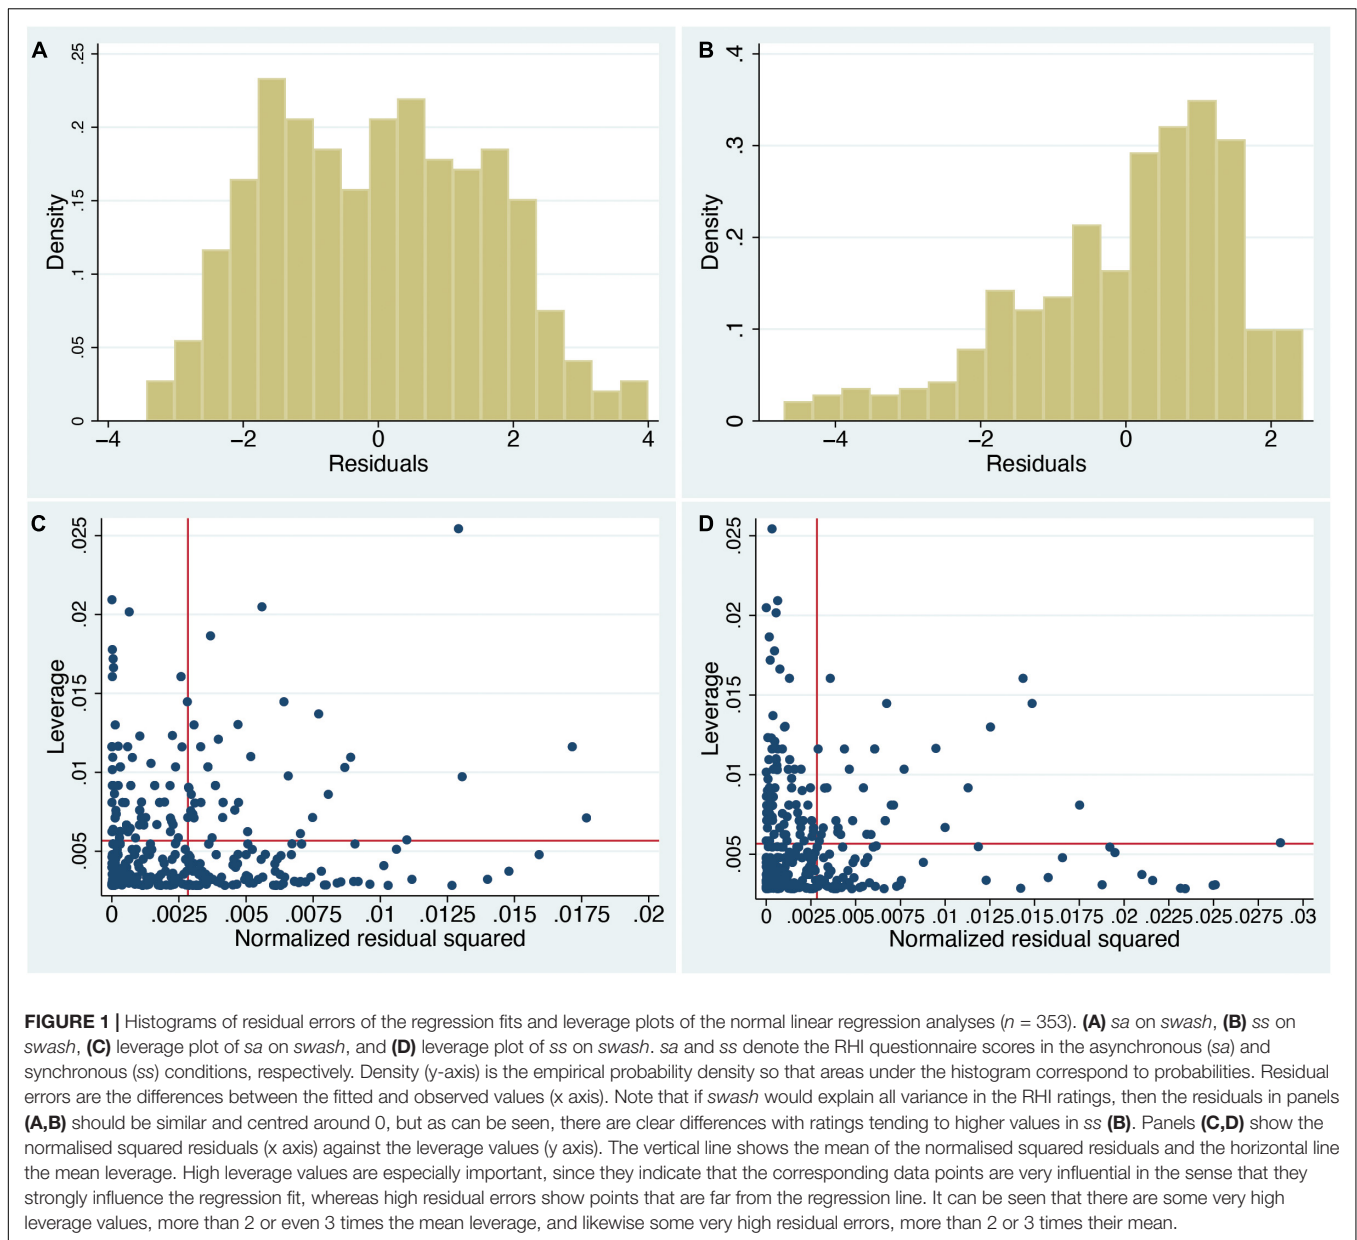 A
.25
.2
.15
.1
.05
0
Density
−4
−2
0
2
4
Residuals
B
.4
.3
.2
.1
0
Density
−4
−2
0
2
Residuals
C
.025
.02
.015
.01
.005
Leverage
0 .0025 .005 .0075 .01 .0125 .015 .0175 .02
Normalized residual squared
D
.025
.02
.015
.01
.005
Leverage
0 .0025 .005 .0075 .01 .0125 .015 .0175 .02 .0225 .025 .0275 .03
Normalized residual squared
FIGURE 1 | Histograms of residual errors of the regression fits and leverage plots of the normal linear regression analyses (n = 353). (A) sa on swash, (B) ss on
swash, (C) leverage plot of sa on swash, and (D) leverage plot of ss on swash. sa and ss denote the RHI questionnaire scores in the asynchronous (sa) and
synchronous (ss) conditions, respectively. Density (y-axis) is the empirical probability density so that areas under the histogram correspond to probabilities. Residual
errors are the differences between the fitted and observed values (x axis). Note that if swash would explain all variance in the RHI ratings, then the residuals in panels
(A,B) should be similar and centred around 0, but as can be seen, there are clear differences with ratings tending to higher values in ss (B). Panels (C,D) show the
normalised squared residuals (x axis) against the leverage values (y axis). The vertical line shows the mean of the normalised squared residuals and the horizontal line
the mean leverage. High leverage values are especially important, since they indicate that the corresponding data points are very influential in the sense that they
strongly influence the regression fit, whereas high residual errors show points that are far from the regression line. It can be seen that there are some very high
leverage values, more than 2 or even 3 times the mean leverage, and likewise some very high residual errors, more than 2 or 3 times their mean.